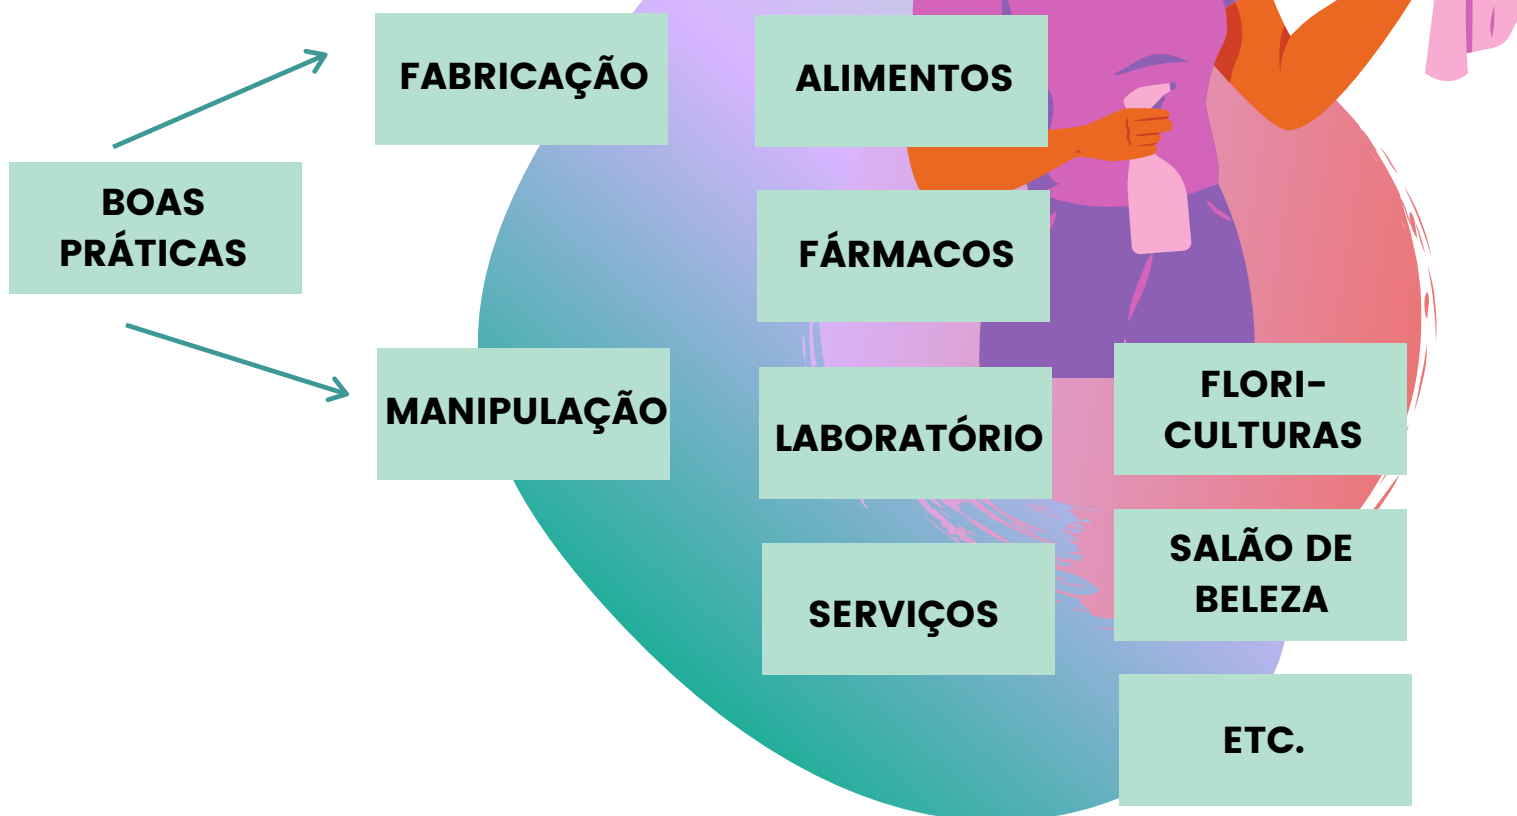 BOAS
PRÁTICAS
FABRICAÇÃO
MANIPULAÇÃO
ALIMENTOS
FÁRMACOS
LABORATÓRIO
SERVIÇOS
FLORI-
CULTURAS
SALÃO DE
BELEZA
ETC.